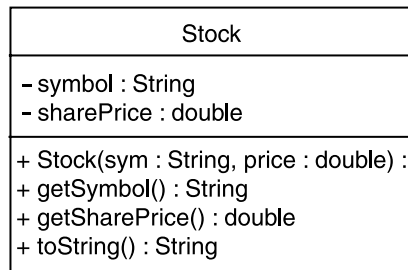 Stock
- symbol : String
- sharePrice : double
+ Stock(sym : String, price : double) :
+ getSymbol() : String
+ getSharePrice() : double
+ toString() : String